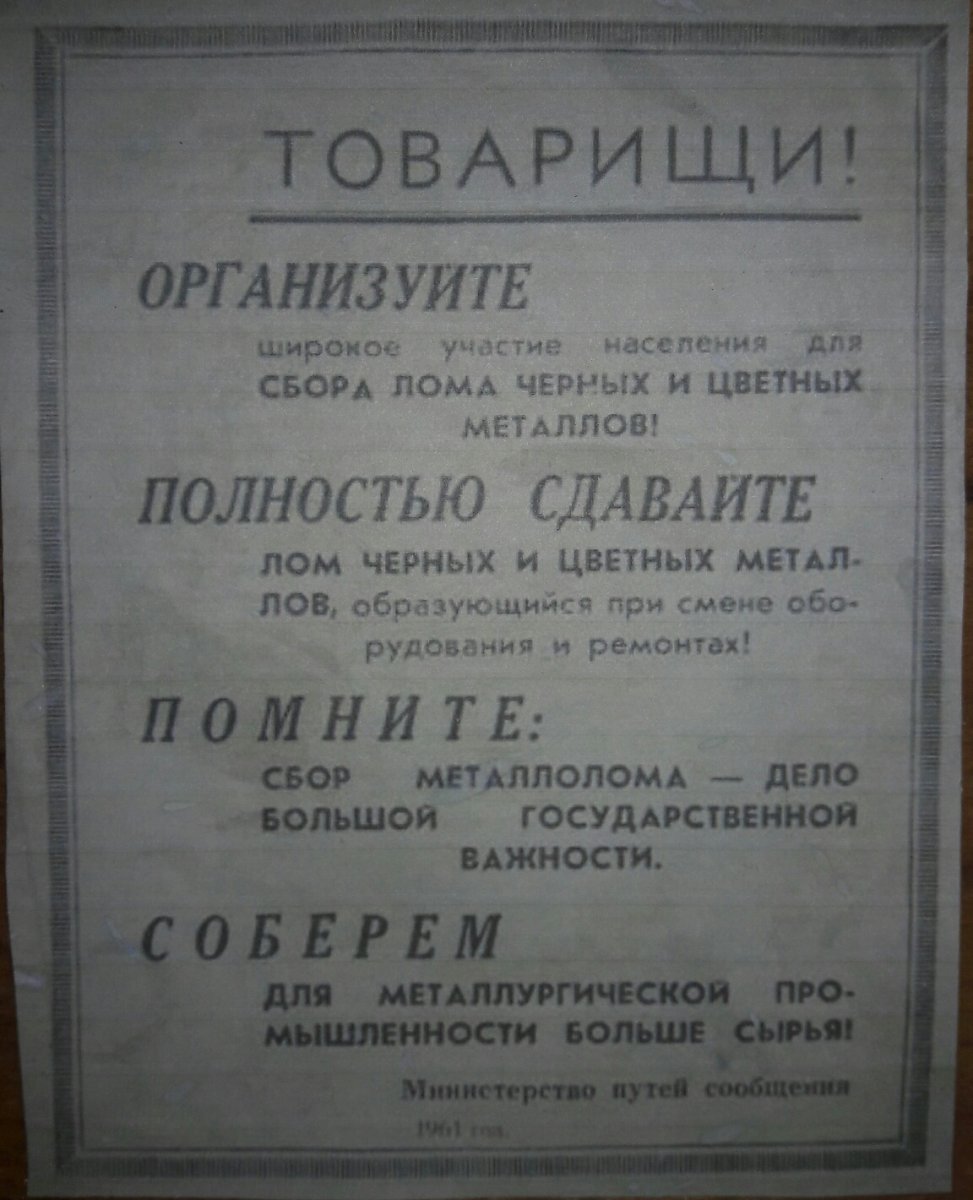 ТОВАРИЩИ!
ОРГАНИЗУЙТЕ
широкое участие населения для
СБОРА ЛОМА ЧЕРНЫХ И ЦВЕТНЫХ
МЕТАЛЛОВ!
ПОЛНОСТЬЮ СДАВАЙТЕ
ЛОМ ЧЕРНЫХ И ЦВЕТНЫХ МЕТАЛ-
ЛОВ, образующийся при смене обо-
рудования и ремонтах!
ПОМНИТЕ:
СБОР МЕТАЛЛОЛОМА — ДЕЛО
БОЛЬШОЙ ГОСУДАРСТВЕННОЙ
ВАЖНОСТИ.
СОБЕРЕМ
ДЛЯ МЕТАЛЛУРГИЧЕСКОЙ ПРО-
МЫШЛЕННОСТИ БОЛЬШЕ СЫРЬЯ!
Министерство путей сообщения
1961 год.